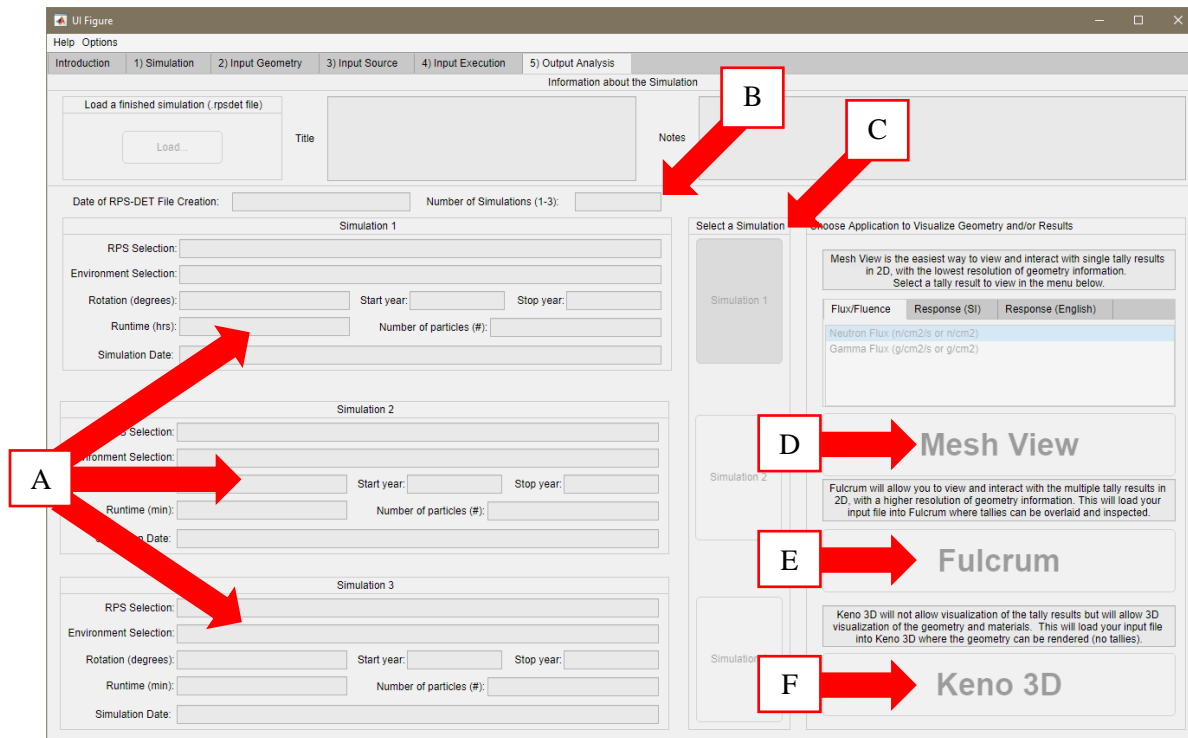 UI Figure
Help Options
Introduction 1) Simulation 2) Input Geometry 3) Input Source 4) Input Execution 5) Output Analysis
Information about the Simulation
Load a finished simulation (.rpsdet file)
Load...
Title
Notes
B
C
Date of RPS-DET File Creation:
Number of Simulations (1-3):
Simulation 1
RPS Selection:
Environment Selection:
Rotation (degrees):
Start year:
Stop year:
Runtime (hrs):
Number of particles (#):
Simulation Date:
Simulation 2
Selection:
Selection:
Start year:
Stop year:
Runtime (min):
Number of particles (#):
Date:
A
Simulation 3
RPS Selection:
Environment Selection:
Rotation (degrees):
Start year:
Stop year:
Runtime (min):
Number of particles (#):
Simulation Date:
Select a Simulation
Simulation 1
Simulation 2
Simulation
Choose Application to Visualize Geometry and/or Results
Mesh View is the easiest way to view and interact with single tally results
in 2D, with the lowest resolution of geometry information.
Select a tally result to view in the menu below.
Flux/Fluence Response (SI) Response (English)
Neutron Flux (n/cm2/s or n/cm2)
Gamma Flux (g/cm2/s or g/cm2)
D
Mesh View
Fulcrum will allow you to view and interact with the multiple tally results in
2D, with a higher resolution of geometry information. This will load your
input file into Fulcrum where tallies can be overlaid and inspected.
E
Fulcrum
Keno 3D will not allow visualization of the tally results but will allow 3D
visualization of the geometry and materials. This will load your input file
into Keno 3D where the geometry can be rendered (no tallies).
F
Keno 3D